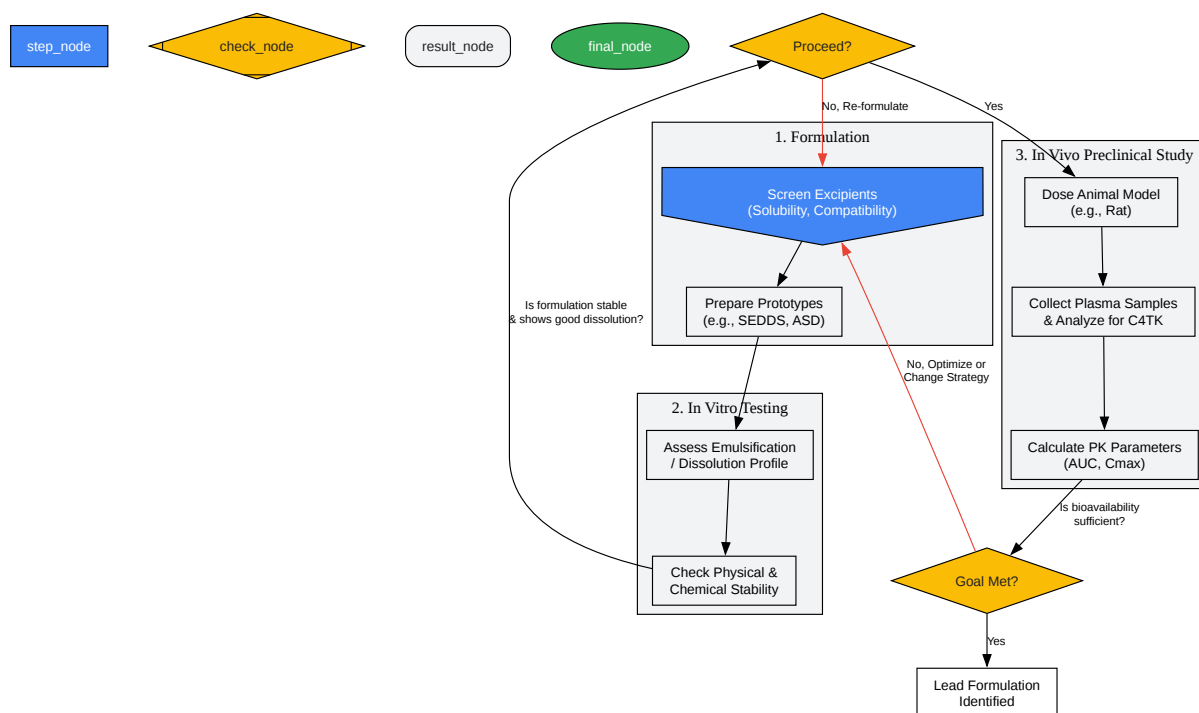 step_node
check_node
result_node
final_node
Proceed?
No, Re-formulate
Yes
1. Formulation
Screen Excipients
(Solubility, Compatibility)
Prepare Prototypes
(e.g., SEDDS, ASD)
Is formulation stable
& shows good dissolution?
2. In Vitro Testing
Assess Emulsification
/ Dissolution Profile
Check Physical &
Chemical Stability
3. In Vivo Preclinical Study
Dose Animal Model
(e.g., Rat)
Collect Plasma Samples
& Analyze for C4TK
Calculate PK Parameters
(AUC, Cmax)
No, Optimize or
Change Strategy
Is bioavailability
sufficient?
Goal Met?
Yes
Lead Formulation
Identified